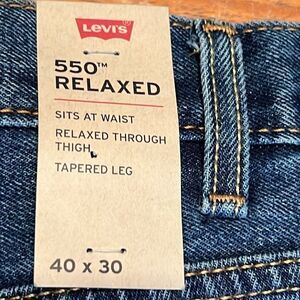 LEVI'S
550™
RELAXED
SITS AT WAIST
RELAXED THROUGH
THIGH
TAPERED LEG
40 x 30